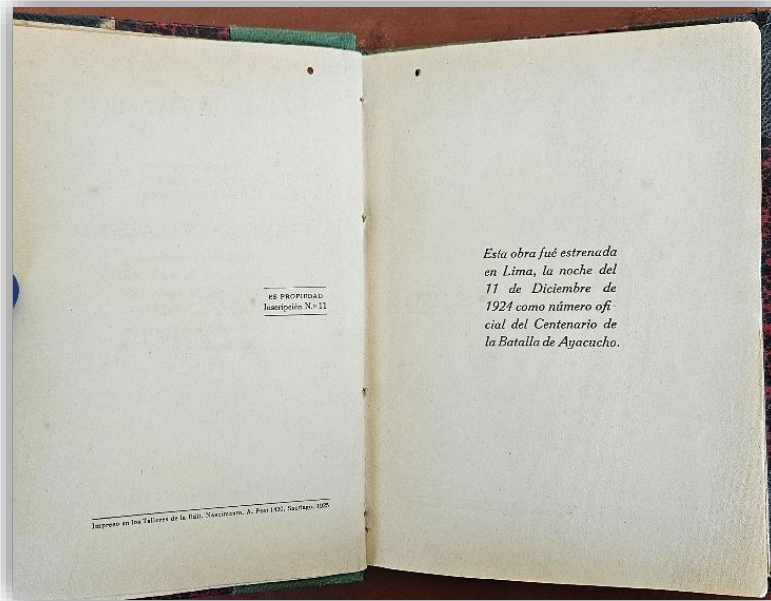 ES PROPIEDAD
Inscripción N.º 11
Impreso en los Talleres de la Edit. Nascimento, A. Prat 1432, Santiago, 1925
Esta obra fué estrenada
en Lima, la noche del
11 de Diciembre de
1924 como número ofi-
cial del Centenario de
la Batalla de Ayacucho.